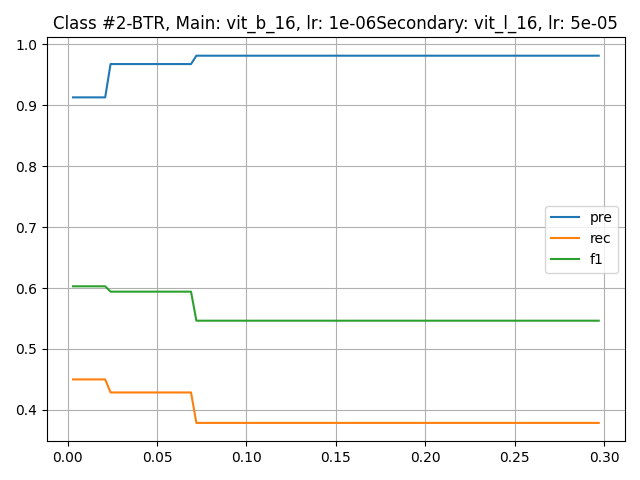 Class #2-BTR, Main: vit_b_16, lr: 1e-06Secondary: vit_l_16, lr: 5e-05
1.0
0.9
0.8
0.7
0.6
0.5
0.4
pre
rec
f1
0.00 0.05 0.10 0.15 0.20 0.25 0.30